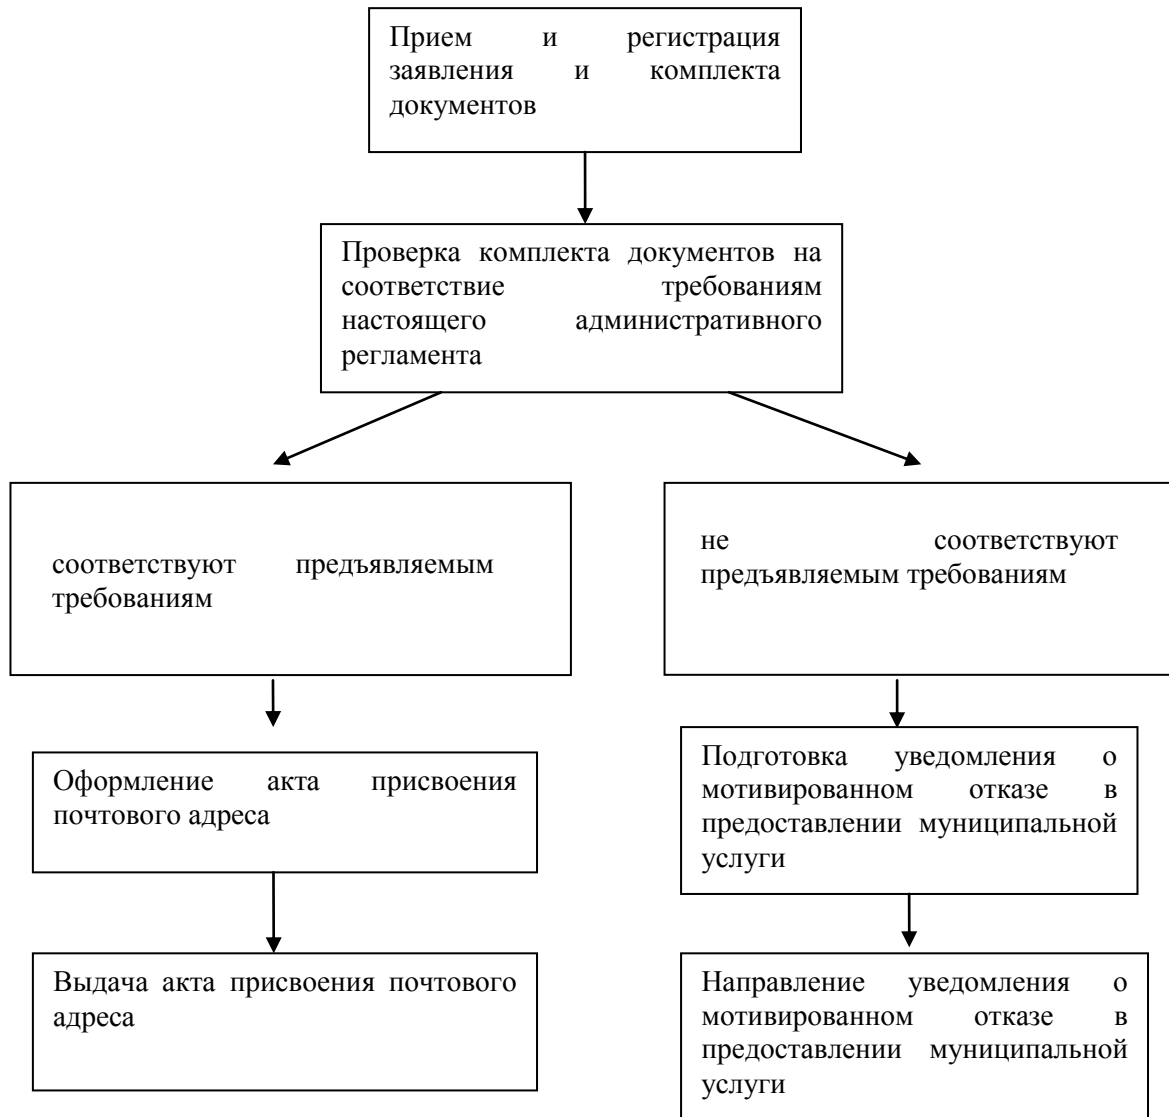 Прием и регистрация
заявления и комплекта
документов
Проверка комплекта документов на
соответствие требованиям
настоящего административного
регламента
соответствуют предъявляемым
требованиям
не соответствуют
предъявляемым требованиям
Оформление акта присвоения
почтового адреса
Подготовка уведомления о
мотивированном отказе в
предоставлении муниципальной
услуги
Выдача акта присвоения почтового
адреса
Направление уведомления о
мотивированном отказе в
предоставлении муниципальной
услуги